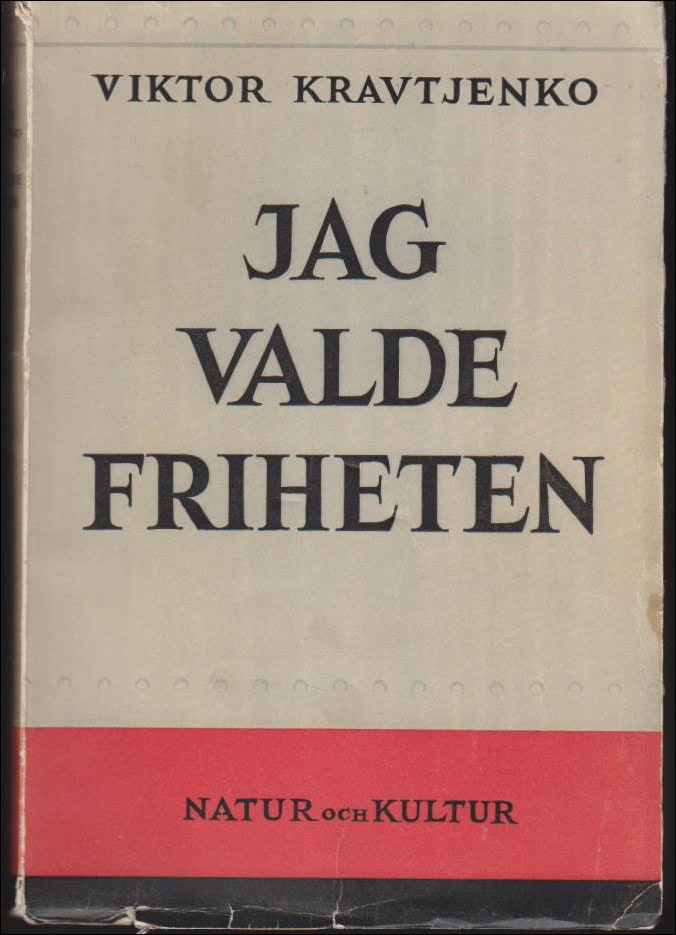 VIKTOR KRAVTJENKO
JAG
VALDE
FRIHETEN
NATUR OCH KULTUR